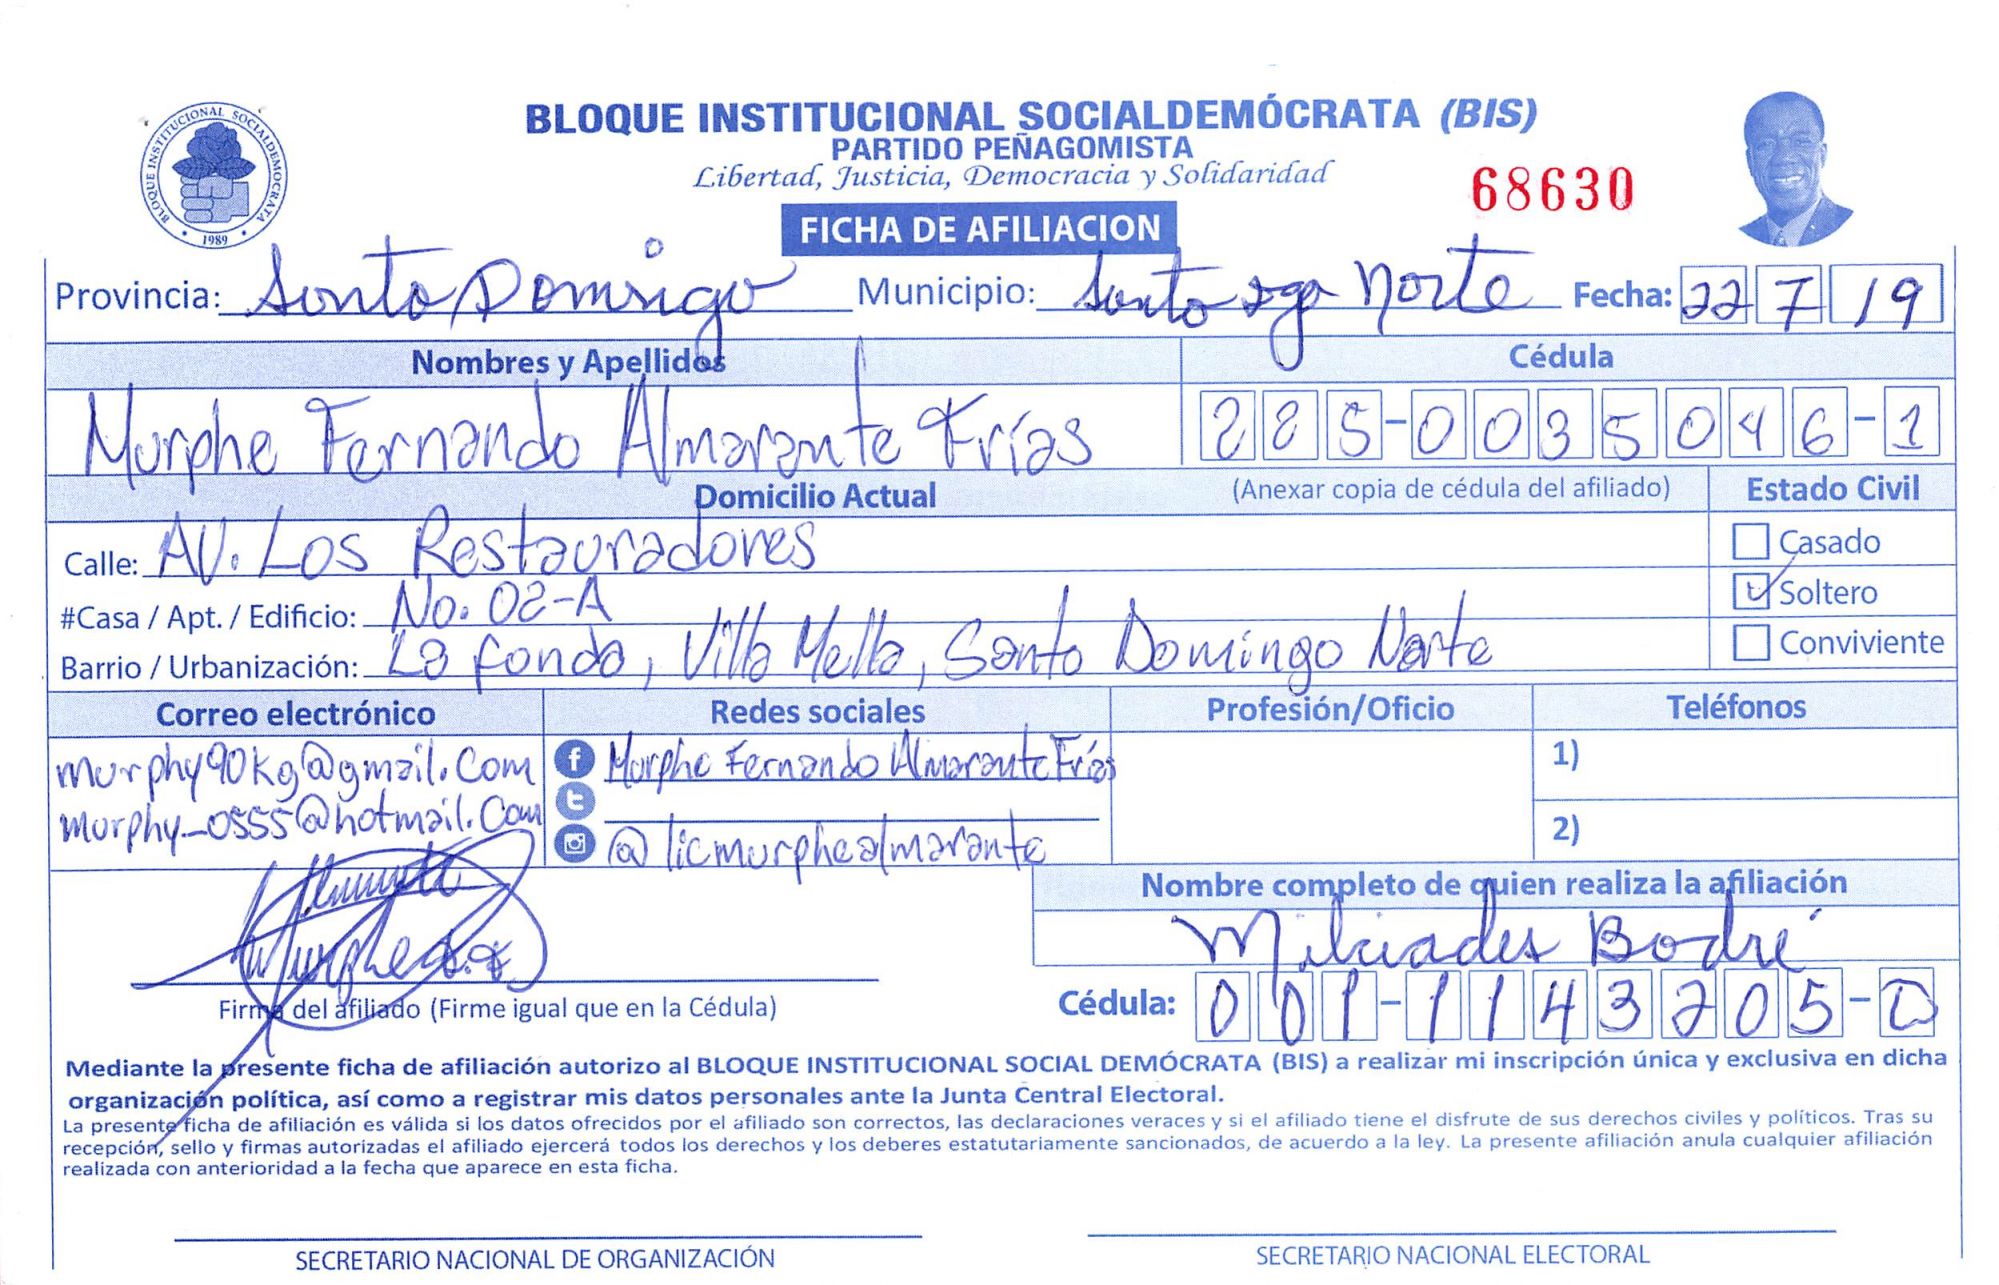 BLOQUE INSTITUCIONAL SOCIALDEMÓCRATA (BIS)
PARTIDO PEÑAGOMISTA
Libertad, Justicia, Democracia y Solidaridad
68630
BLOQUE INSTITUCIONAL SOCIALDEMOCRATA
1989
FICHA DE AFILIACION
Provincia: Santo Domingo Municipio: Santo Dgo Norte Fecha: 22 7 19
Nombres y Apellidos Cédula
Murphe Fernando Almarante Frías 225-0035046-1
Domicilio Actual (Anexar copia de cédula del afiliado) Estado Civil
Calle: AV. Los Restauradores Casado
#Casa / Apt. / Edificio: No. 02-A Soltero
Barrio / Urbanización: La fonda, Villa Mella, Santo Domingo Norte Conviviente
Correo electrónico Redes sociales Profesión/Oficio Teléfonos
murphy90kg@gmail.Com Murphe Fernando Almarante Frías 1)
murphy_0555@hotmail.Com
@licmurphealmarante 2)
Nombre completo de quien realiza la afiliación
Milciades Bodré
Cédula: 001-1143205-0
Firma del afiliado (Firme igual que en la Cédula)
Mediante la presente ficha de afiliación autorizo al BLOQUE INSTITUCIONAL SOCIAL DEMÓCRATA (BIS) a realizar mi inscripción única y exclusiva en dicha
organización política, así como a registrar mis datos personales ante la Junta Central Electoral.
La presente ficha de afiliación es válida si los datos ofrecidos por el afiliado son correctos, las declaraciones veraces y si el afiliado tiene el disfrute de sus derechos civiles y políticos. Tras su
recepción, sello y firmas autorizadas el afiliado ejercerá todos los derechos y los deberes estatutariamente sancionados, de acuerdo a la ley. La presente afiliación anula cualquier afiliación
realizada con anterioridad a la fecha que aparece en esta ficha.
SECRETARIO NACIONAL DE ORGANIZACIÓN SECRETARIO NACIONAL ELECTORAL